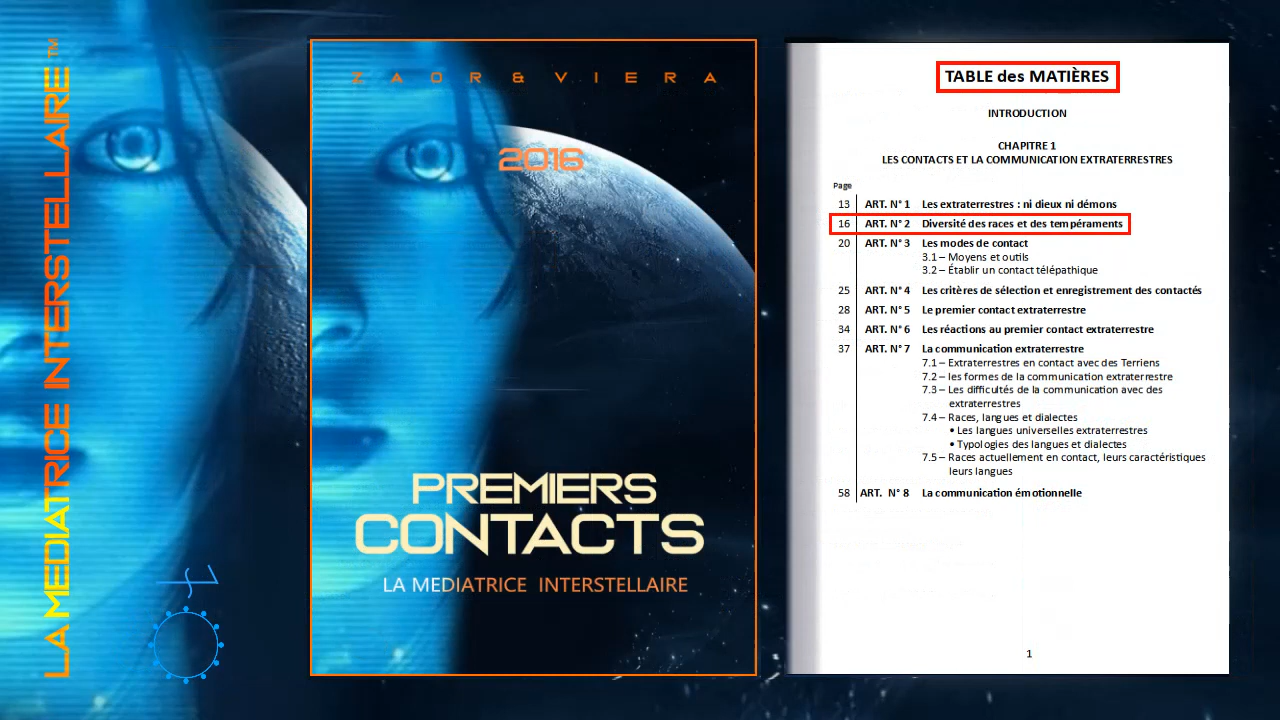 LA MEDIATRICE INTERSTELLAIRE™
ZAOR & VIERA
2016
PREMIERS
CONTACTS
LA MEDIATRICE INTERSTELLAIRE
TABLE des MATIÈRES
INTRODUCTION
CHAPITRE 1
LES CONTACTS ET LA COMMUNICATION EXTRATERRESTRES
Page
13 ART. N° 1 Les extraterrestres : ni dieux ni démons
16 ART. N° 2 Diversité des races et des tempéraments
20 ART. N° 3 Les modes de contact
3.1 – Moyens et outils
3.2 – Établir un contact télépathique
25 ART. N° 4 Les critères de sélection et enregistrement des contactés
28 ART. N° 5 Le premier contact extraterrestre
34 ART. N° 6 Les réactions au premier contact extraterrestre
37 ART. N° 7 La communication extraterrestre
7.1 – Extraterrestres en contact avec des Terriens
7.2 – les formes de la communication extraterrestre
7.3 – Les difficultés de la communication avec des
extraterrestres
7.4 – Races, langues et dialectes
• Les langues universelles extraterrestres
• Typologies des langues et dialectes
7.5 – Races actuellement en contact, leurs caractéristiques
leurs langues
58 ART. N° 8 La communication émotionnelle
1